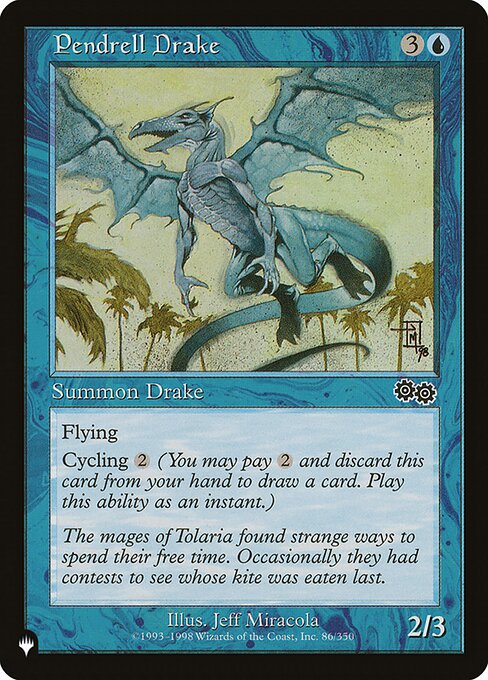 Pendrell Drake 3
Summon Drake
Flying
Cycling 2 (You may pay 2 and discard this
card from your hand to draw a card. Play
this ability as an instant.)
The mages of Tolaria found strange ways to
spend their free time. Occasionally they had
contests to see whose kite was eaten last.
Illus. Jeff Miracola
©1993-1998 Wizards of the Coast, Inc. 86/350
2/3